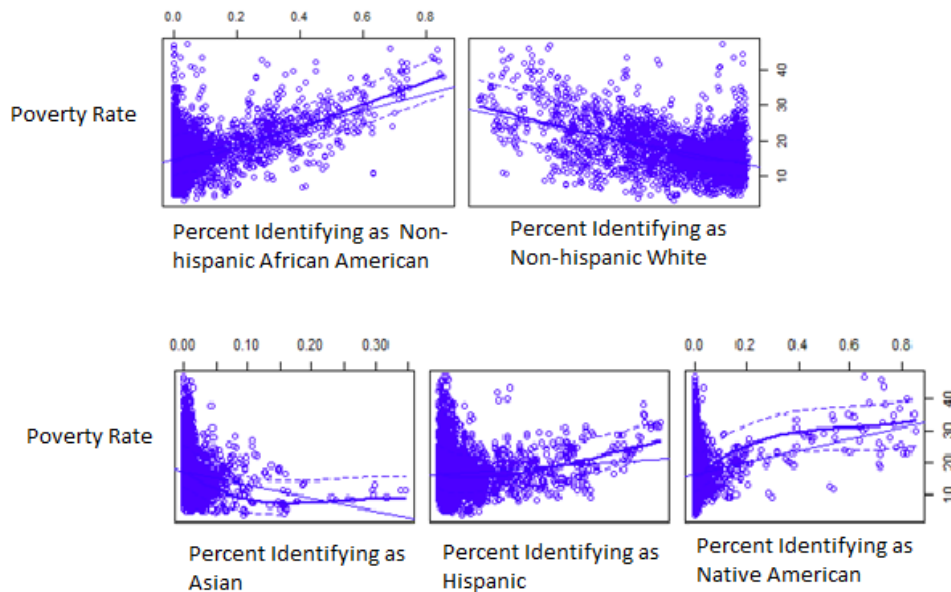 0.0 0.2 0.4 0.6 0.8
Poverty Rate
40
30
20
10
Percent Identifying as Non-
hispanic African American
Percent Identifying as
Non-hispanic White
0.00 0.10 0.20 0.30
0.0 0.2 0.4 0.6 0.8
Poverty Rate
40
30
20
10
Percent Identifying as
Asian
Percent Identifying as
Hispanic
Percent Identifying as
Native American